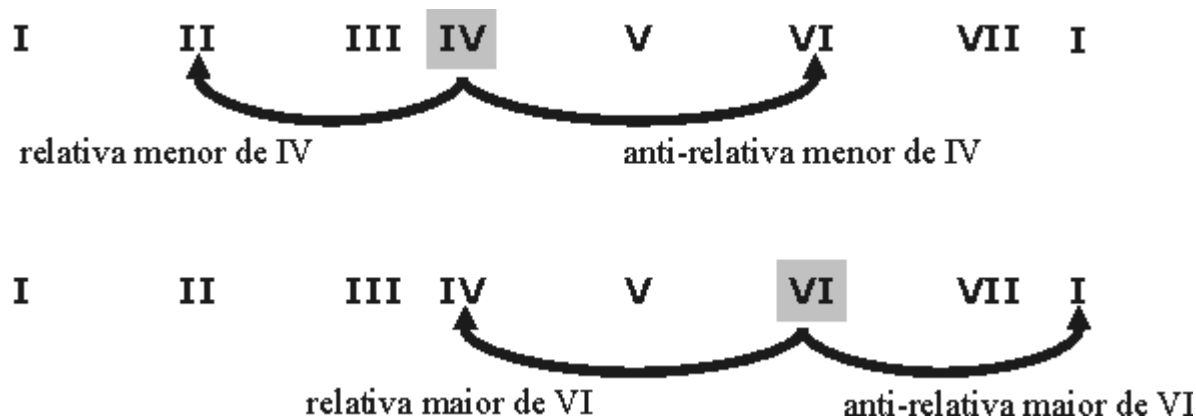 I II III IV V VI VII I
relativa menor de IV anti-relativa menor de IV
I II III IV V VI VII I
relativa maior de VI anti-relativa maior de VI